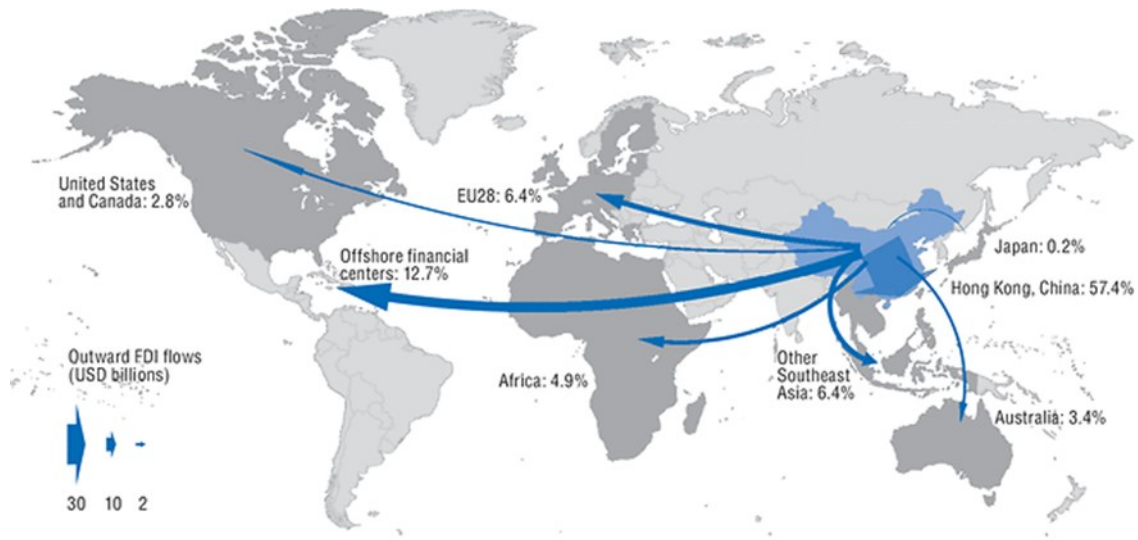 United States
and Canada: 2.8%
EU28: 6.4%
Offshore financial
centers: 12.7%
Japan: 0.2%
Hong Kong, China: 57.4%
Outward FDI flows
(USD billions)
Africa: 4.9%
Other
Southeast
Asia: 6.4%
Australia: 3.4%
30 10 2